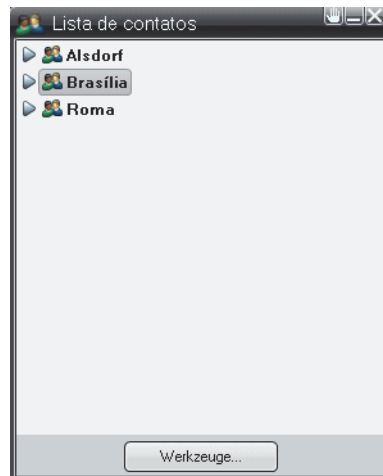 Lista de contatos
Alsdorf
Brasília
Roma
Werkzeuge...